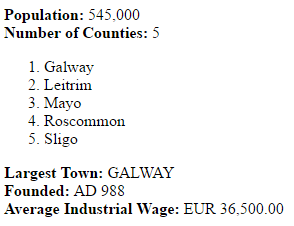 Population: 545,000
Number of Counties: 5
1. Galway
2. Leitrim
3. Mayo
4. Roscommon
5. Sligo
Largest Town: GALWAY
Founded: AD 988
Average Industrial Wage: EUR 36,500.00